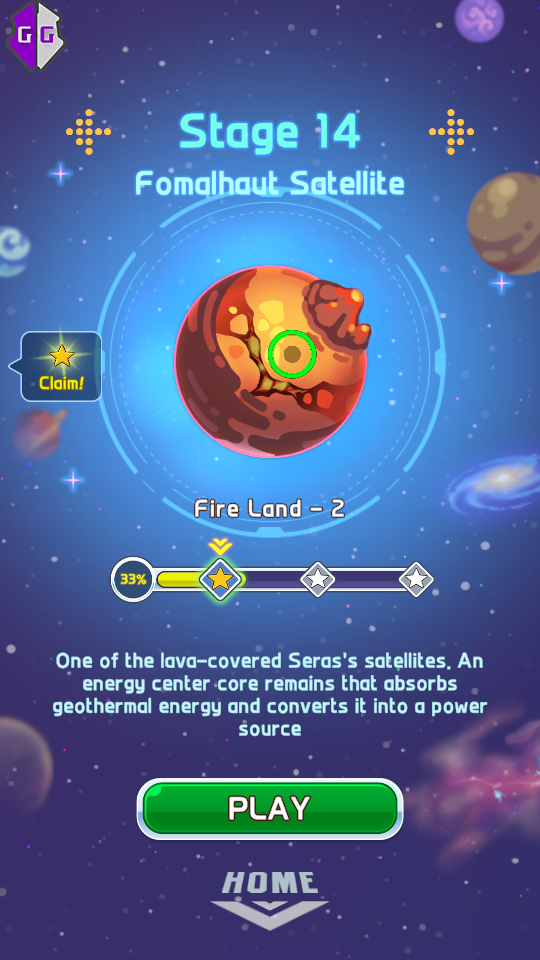 GG
Stage 14
Fomalhaut Satellite
Claim!
Fire Land - 2
33%
One of the lava-covered Seras's satellites. An
energy center core remains that absorbs
geothermal energy and converts it into a power
source
PLAY
HOME